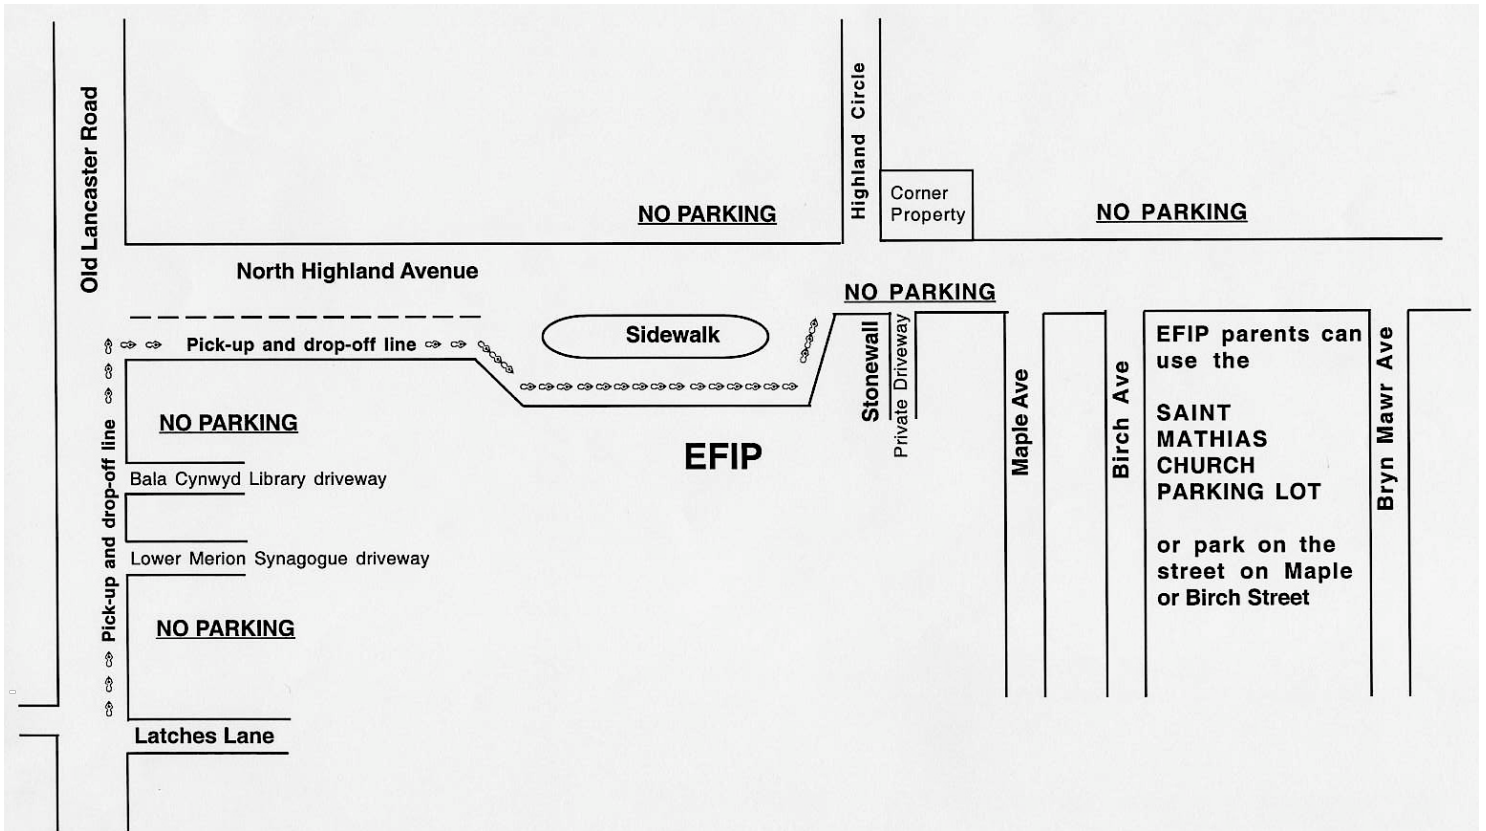 Old Lancaster Road
Highland Circle
Corner
Property
NO PARKING
NO PARKING
North Highland Avenue
NO PARKING
Pick-up and drop-off line
Sidewalk
Stonewall
Private Driveway
Maple Ave
Birch Ave
EFIP parents can
use the
SAINT
MATHIAS
CHURCH
PARKING LOT
or park on the
street on Maple
or Birch Street
Bryn Mawr Ave
NO PARKING
EFIP
Pick-up and drop-off line
Bala Cynwyd Library driveway
Lower Merion Synagogue driveway
NO PARKING
Latches Lane